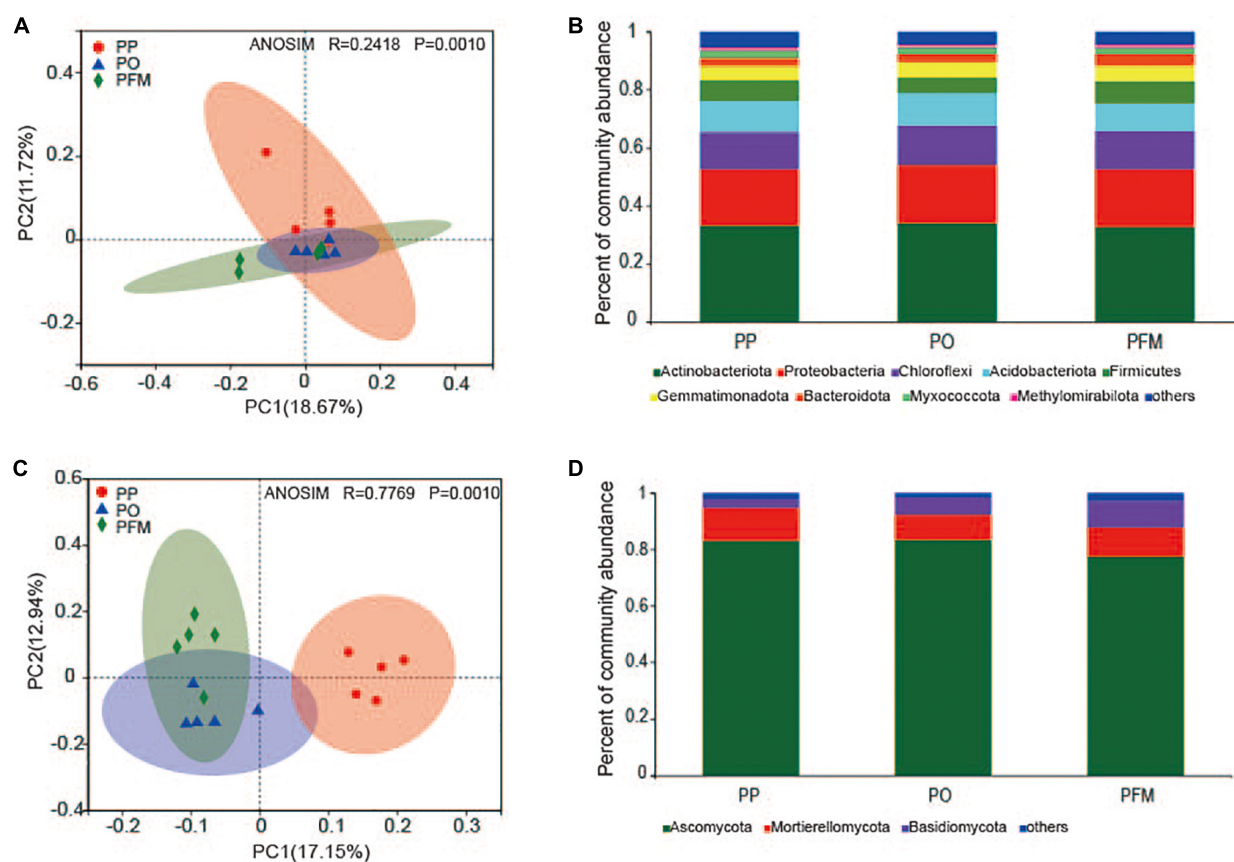 A
ANOSIM R=0.2418 P=0.0010
PP
PO
PFM
0.4
0.2
0
-0.2
-0.6 -0.4 -0.2 0 0.2 0.4
PC1(18.67%)
PC2(11.72%)
B
Percent of community abundance
1
0.8
0.6
0.4
0.2
0
PP PO PFM
Actinobacteriota Proteobacteria Chloroflexi Acidobacteriota Firmicutes
Gemmatimonadota Bacteroidota Myxococcota Methylomirabilota others
C
ANOSIM R=0.7769 P=0.0010
PP
PO
PFM
0.6
0.4
0.2
0
-0.2
-0.4
-0.2 -0.1 0 0.1 0.2 0.3
PC1(17.15%)
PC2(12.94%)
D
Percent of community abundance
1
0.8
0.6
0.4
0.2
0
PP PO PFM
Ascomycota Mortierellomycota Basidiomycota others